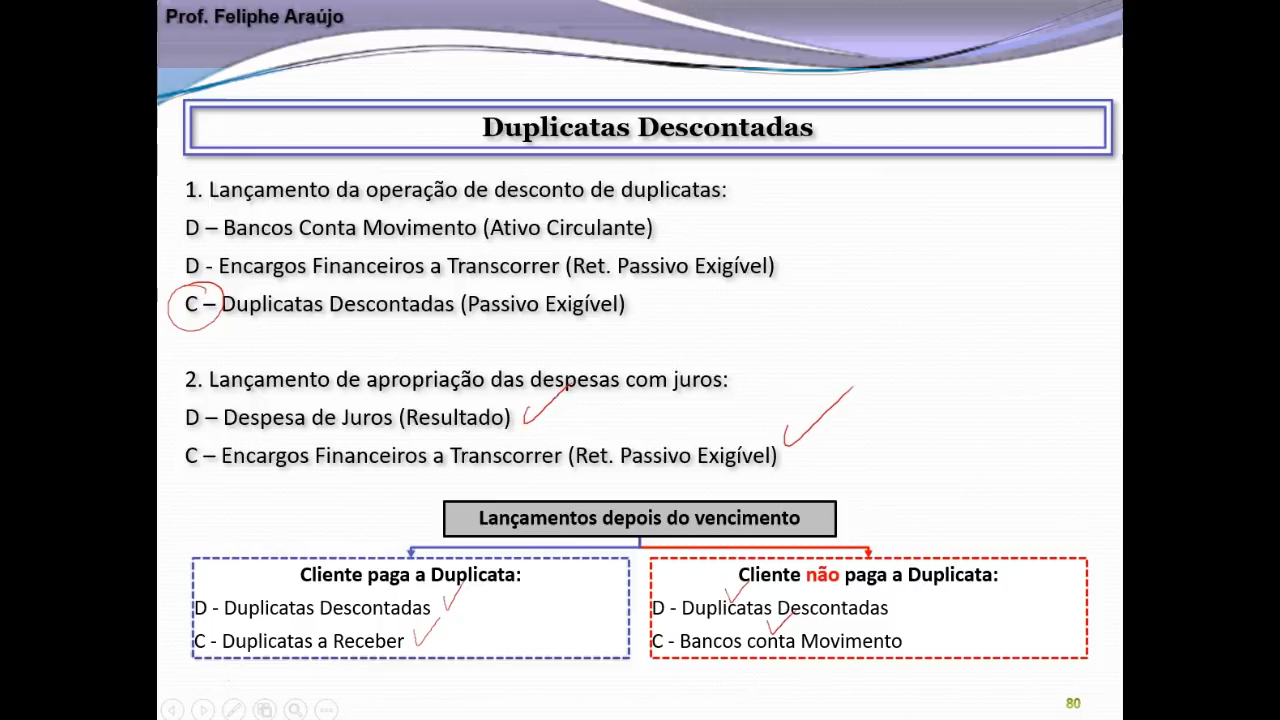 Prof. Feliphe Araújo
Duplicatas Descontadas
1. Lançamento da operação de desconto de duplicatas:
D – Bancos Conta Movimento (Ativo Circulante)
D - Encargos Financeiros a Transcorrer (Ret. Passivo Exigível)
C – Duplicatas Descontadas (Passivo Exigível)
2. Lançamento de apropriação das despesas com juros:
D – Despesa de Juros (Resultado)
C – Encargos Financeiros a Transcorrer (Ret. Passivo Exigível)
Lançamentos depois do vencimento
Cliente paga a Duplicata:
D - Duplicatas Descontadas
C - Duplicatas a Receber
Cliente não paga a Duplicata:
D - Duplicatas Descontadas
C - Bancos conta Movimento
80